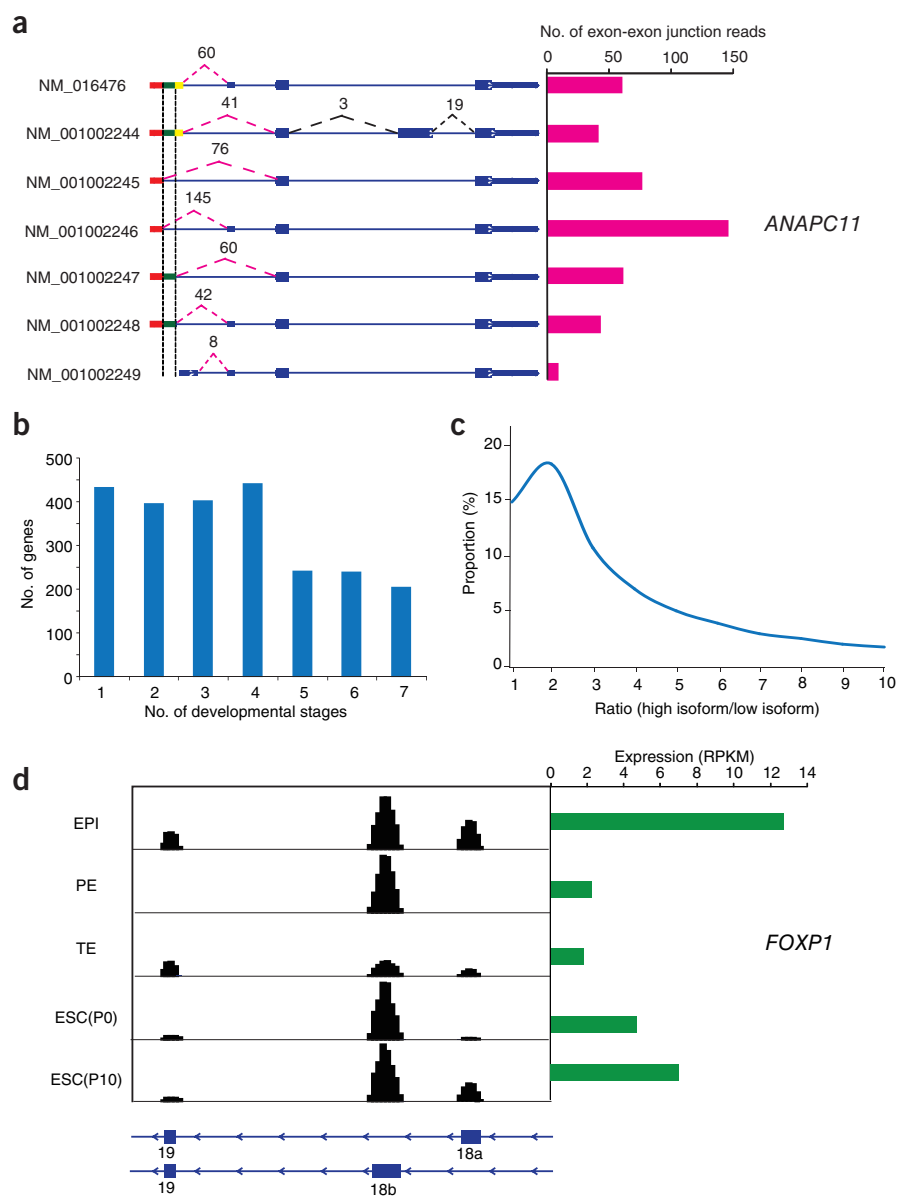 a
No. of exon-exon junction reads
0 50 100 150
60
NM_016476
41 3 19
NM_001002244
76
NM_001002245
145
NM_001002246
ANAPC11
60
NM_001002247
42
NM_001002248
8
NM_001002249
b
500
400
300
200
100
0
No. of genes
1 2 3 4 5 6 7
No. of developmental stages
c
20
15
10
5
0
Proportion (%)
1 2 3 4 5 6 7 8 9 10
Ratio (high isoform/low isoform)
d
Expression (RPKM)
0 2 4 6 8 10 12 14
EPI
PE
TE
FOXP1
ESC(P0)
ESC(P10)
19 18a
19 18b